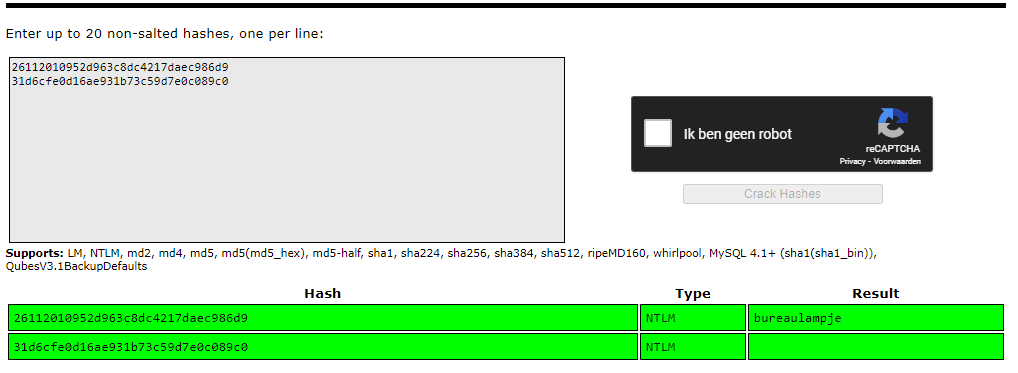 Enter up to 20 non-salted hashes, one per line:
26112010952d963c8dc4217daec986d9
31d6cfe0d16ae931b73c59d7e0c089c0
Ik ben geen robot
reCAPTCHA
Privacy - Voorwaarden
Crack Hashes
Supports: LM, NTLM, md2, md4, md5, md5(md5_hex), md5-half, sha1, sha224, sha256, sha384, sha512, ripeMD160, whirlpool, MySQL 4.1+ (sha1(sha1_bin)),
QubesV3.1BackupDefaults
Hash Type Result
26112010952d963c8dc4217daec986d9 NTLM bureaulampje
31d6cfe0d16ae931b73c59d7e0c089c0 NTLM